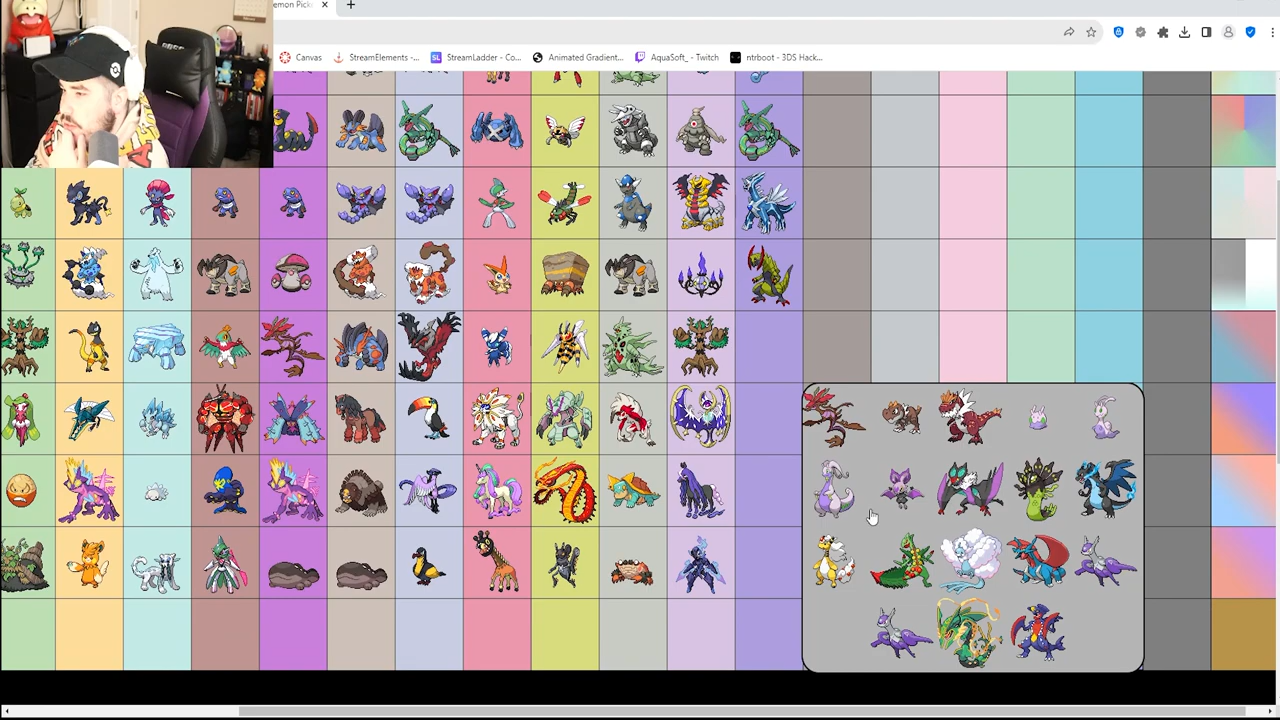 emon Pick
Canvas
StreamElements -...
StreamLadder - Co...
Animated Gradient...
AquaSoft_ - Twitch
ntrboot - 3DS Hack...